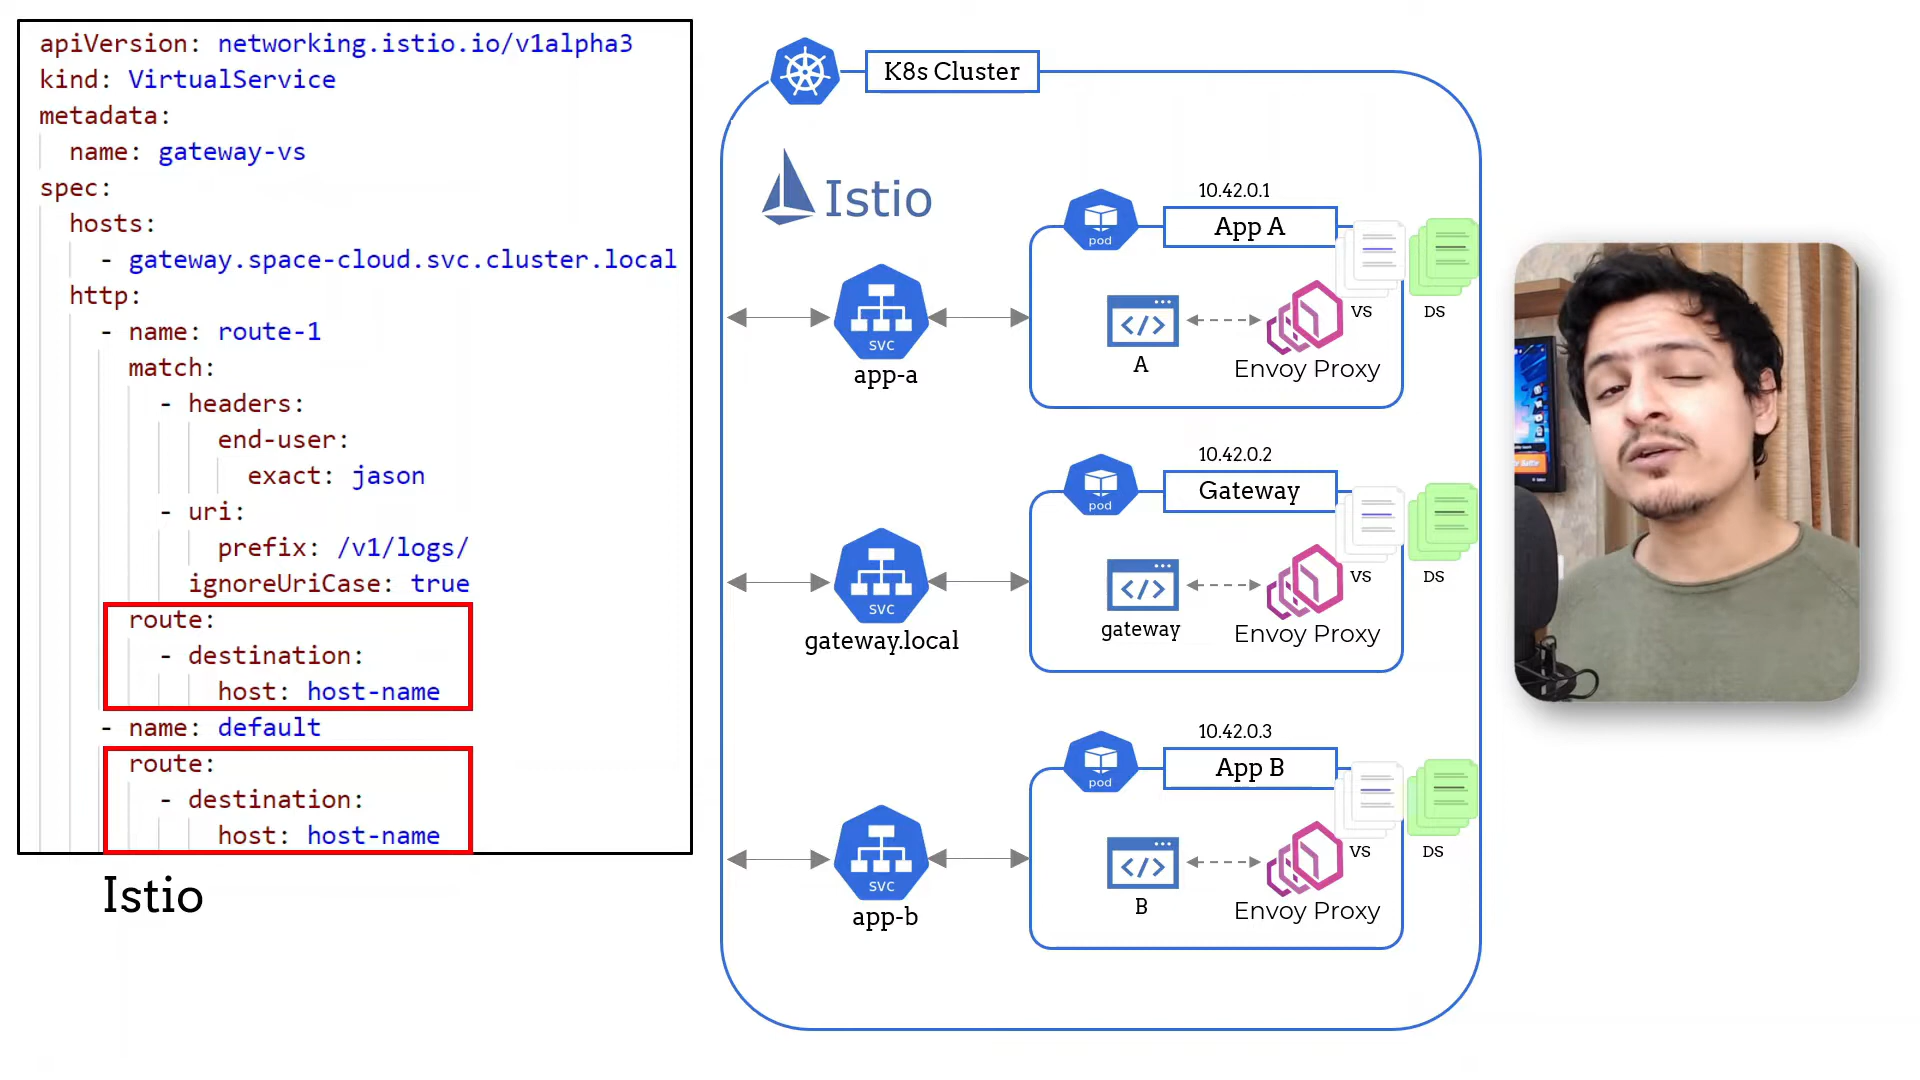 apiVersion: networking.istio.io/v1alpha3
kind: VirtualService
metadata:
name: gateway-vs
spec:
hosts:
- gateway.space-cloud.svc.cluster.local
http:
- name: route-1
match:
- headers:
end-user:
exact: jason
- uri:
prefix: /v1/logs/
ignoreUriCase: true
route:
- destination:
host: host-name
- name: default
route:
- destination:
host: host-name
Istio
K8s Cluster
Istio
10.42.0.1
pod
App A
VS
DS
svc
app-a
A
Envoy Proxy
10.42.0.2
pod
Gateway
VS
DS
svc
gateway.local
gateway
Envoy Proxy
10.42.0.3
pod
App B
VS
DS
svc
app-b
B
Envoy Proxy